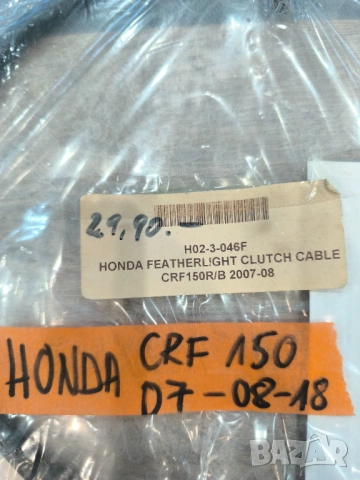 29,90.-
H02-3-046F
HONDA FEATHERLIGHT CLUTCH CABLE
CRF150R/B 2007-08
HONDA CRF 150
07-08-18
BAZAR